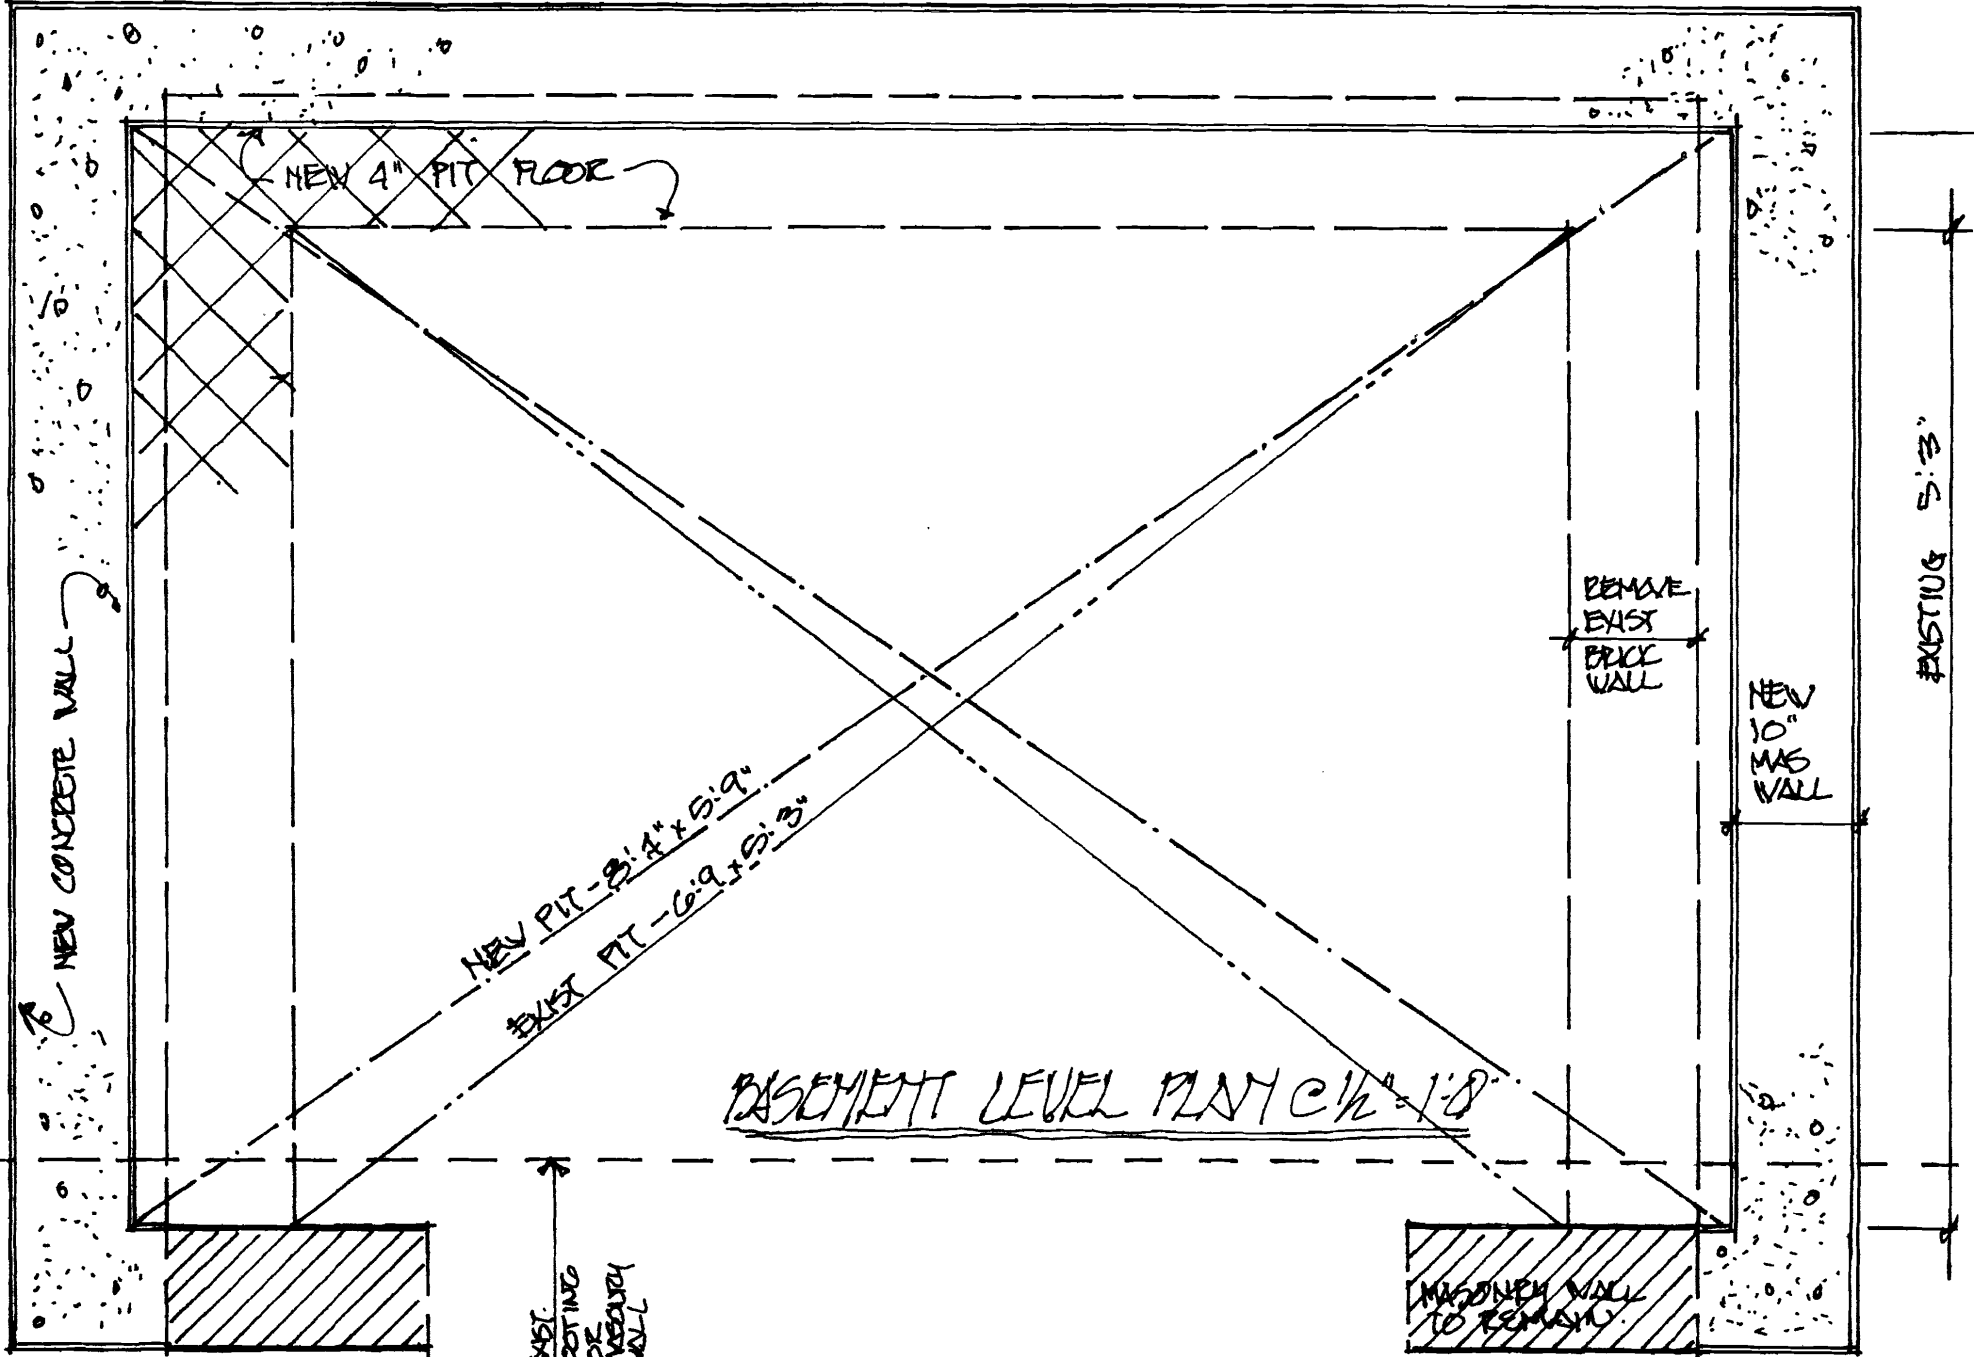 NEW 4" PIT FLOOR
NEW CONCRETE WALL
REMOVE
EXIST
BRICK
WALL
EXISTING 5'-3"
NEW
10"
MAS
WALL
NEW PIT - 8'-4" x 5'-9"
EXIST PIT - 6'-9 x 5'-3"
BASEMENT LEVEL PLAN @ 1/2" = 1'-0"
MASONRY WALL
TO REMAIN